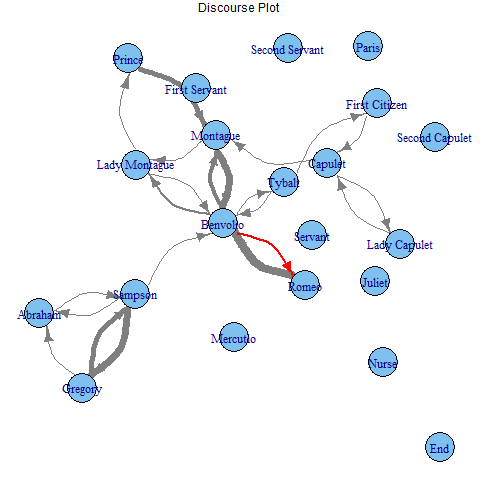 Discourse Plot
Second Servant
Paris
Prince
First Servant
First Citizen
Montague
Second Capulet
Lady Montague
Capulet
Tybalt
Benvolio
Servant
Lady Capulet
Romeo
Juliet
Sampson
Abraham
Mercutio
Gregory
Nurse
End